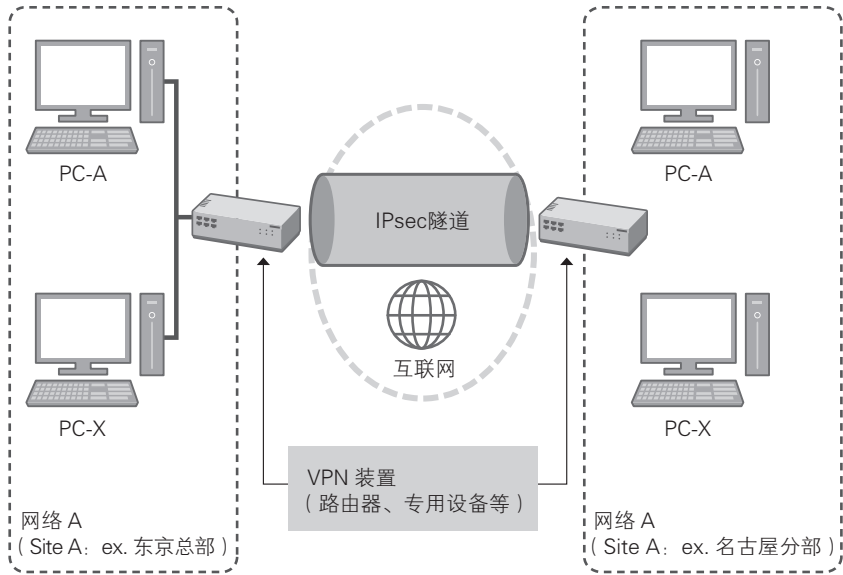 PC-A
PC-A
IPsec隧道
互联网
PC-X
PC-X
VPN 装置
（路由器、专用设备等）
网络 A
（Site A：ex. 东京总部）
网络 A
（Site A：ex. 名古屋分部）